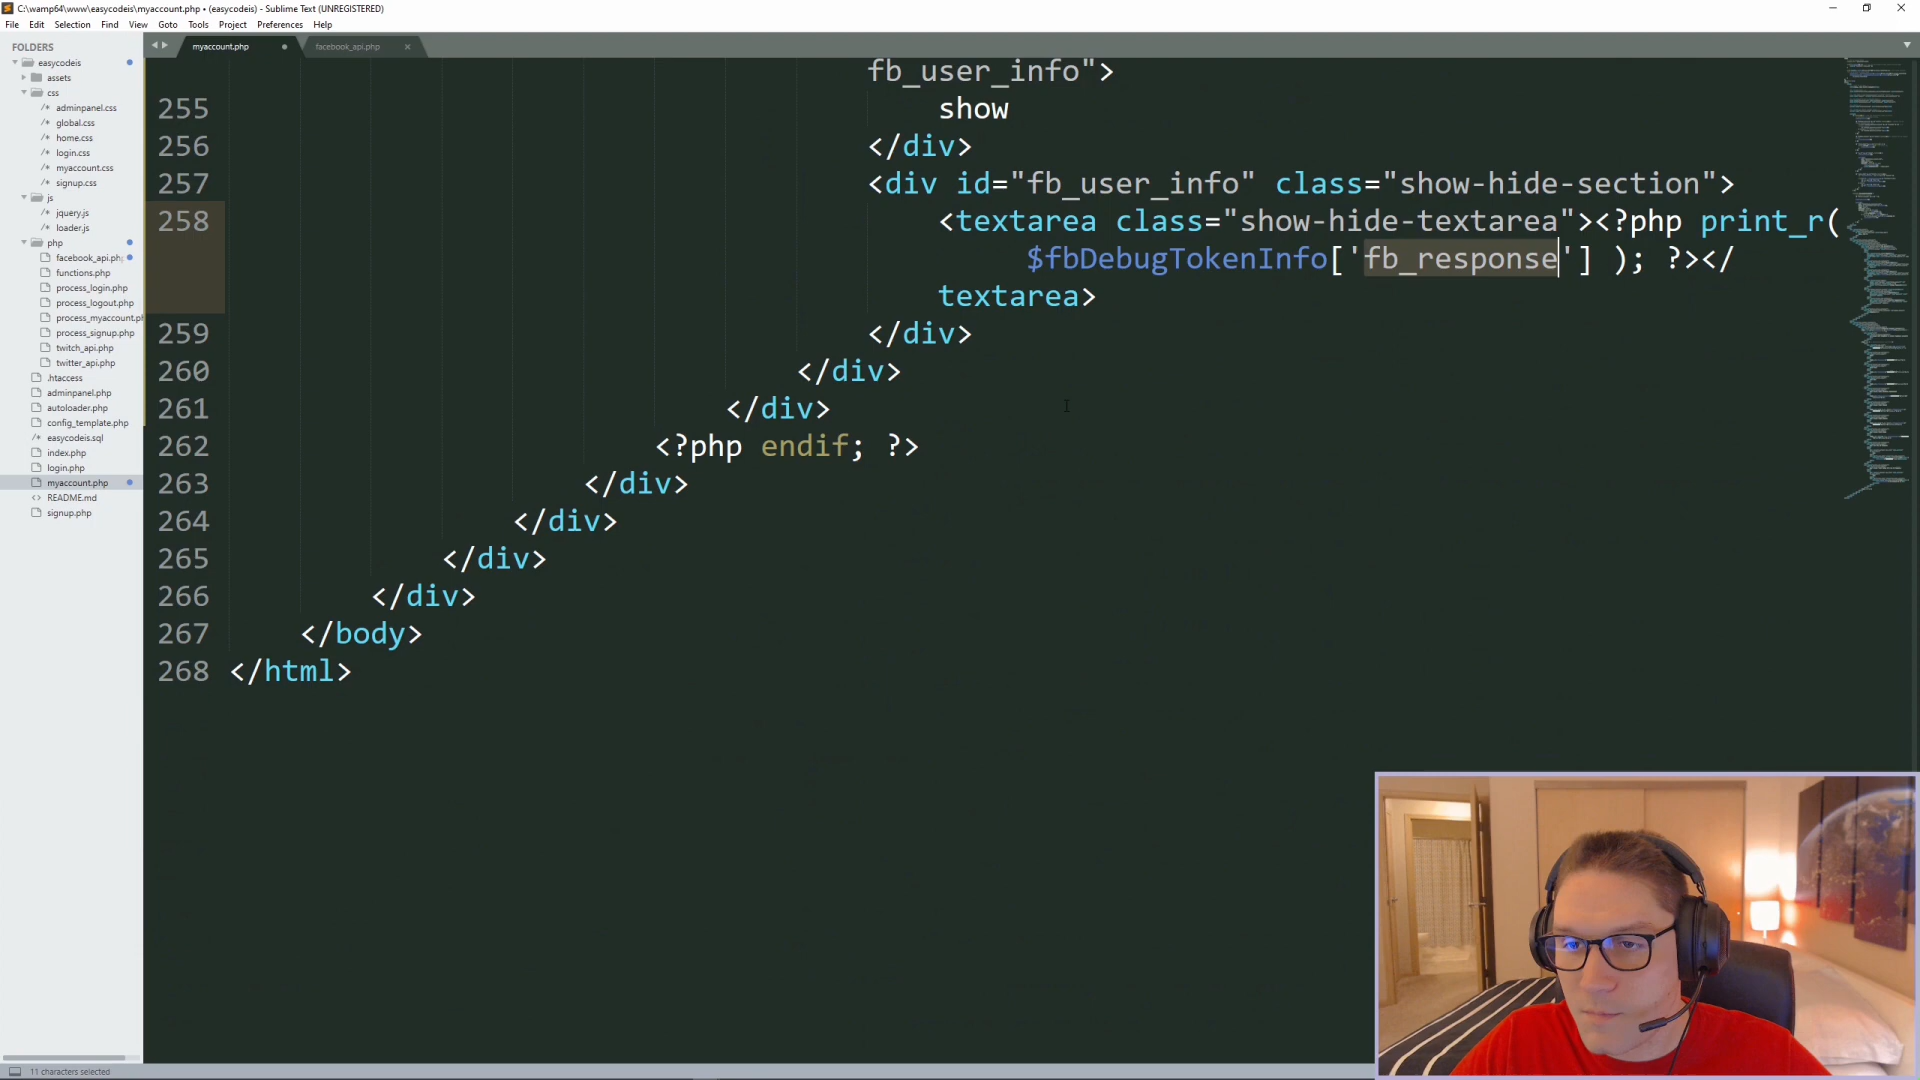 C:\wamp64\www\easycodeis\myaccount.php • (easycodeis) - Sublime Text (UNREGISTERED)
File Edit Selection Find View Goto Tools Project Preferences Help
FOLDERS
easycodeis
assets
css
adminpanel.css
global.css
home.css
login.css
myaccount.css
signup.css
js
jquery.js
loader.js
php
facebook_api.php
functions.php
process_login.php
process_logout.php
process_myaccount.ph
process_signup.php
twitch_api.php
twitter_api.php
.htaccess
adminpanel.php
autoloader.php
config_template.php
easycodeis.sql
index.php
login.php
myaccount.php
README.md
signup.php
myaccount.php facebook_api.php
fb_user_info">
255 show
256 </div>
257 <div id="fb_user_info" class="show-hide-section">
258 <textarea class="show-hide-textarea"><?php print_r(
$fbDebugTokenInfo['fb_response'] ); ?></
textarea>
259 </div>
260 </div>
261 </div>
262 <?php endif; ?>
263 </div>
264 </div>
265 </div>
266 </div>
267 </body>
268 </html>
11 characters selected